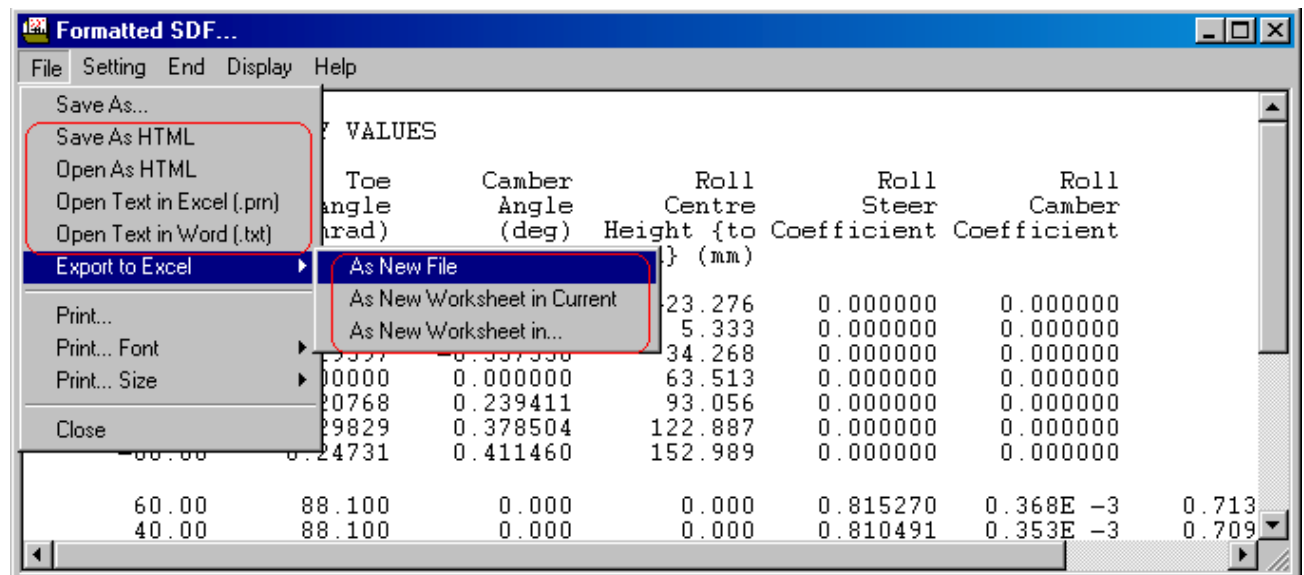 Formatted SDF...
File Setting End Display Help
Save As...
Save As HTML
Open As HTML
Open Text in Excel (.prn)
Open Text in Word (.txt)
Export to Excel
Print...
Print... Font
Print... Size
Close
As New File
As New Worksheet in Current
As New Worksheet in...
VALUES
Toe Camber Roll Roll Roll
Angle Angle Centre Steer Camber
(deg) Height {to Coefficient Coefficient
} (mm)
23.276 0.000000 0.000000
5.333 0.000000 0.000000
34.268 0.000000 0.000000
0.000000 63.513 0.000000 0.000000
20768 0.239411 93.056 0.000000 0.000000
29829 0.378504 122.887 0.000000 0.000000
0.24731 0.411460 152.989 0.000000 0.000000
60.00 88.100 0.000 0.000 0.815270 0.368E -3 0.713
40.00 88.100 0.000 0.000 0.810491 0.353E -3 0.709